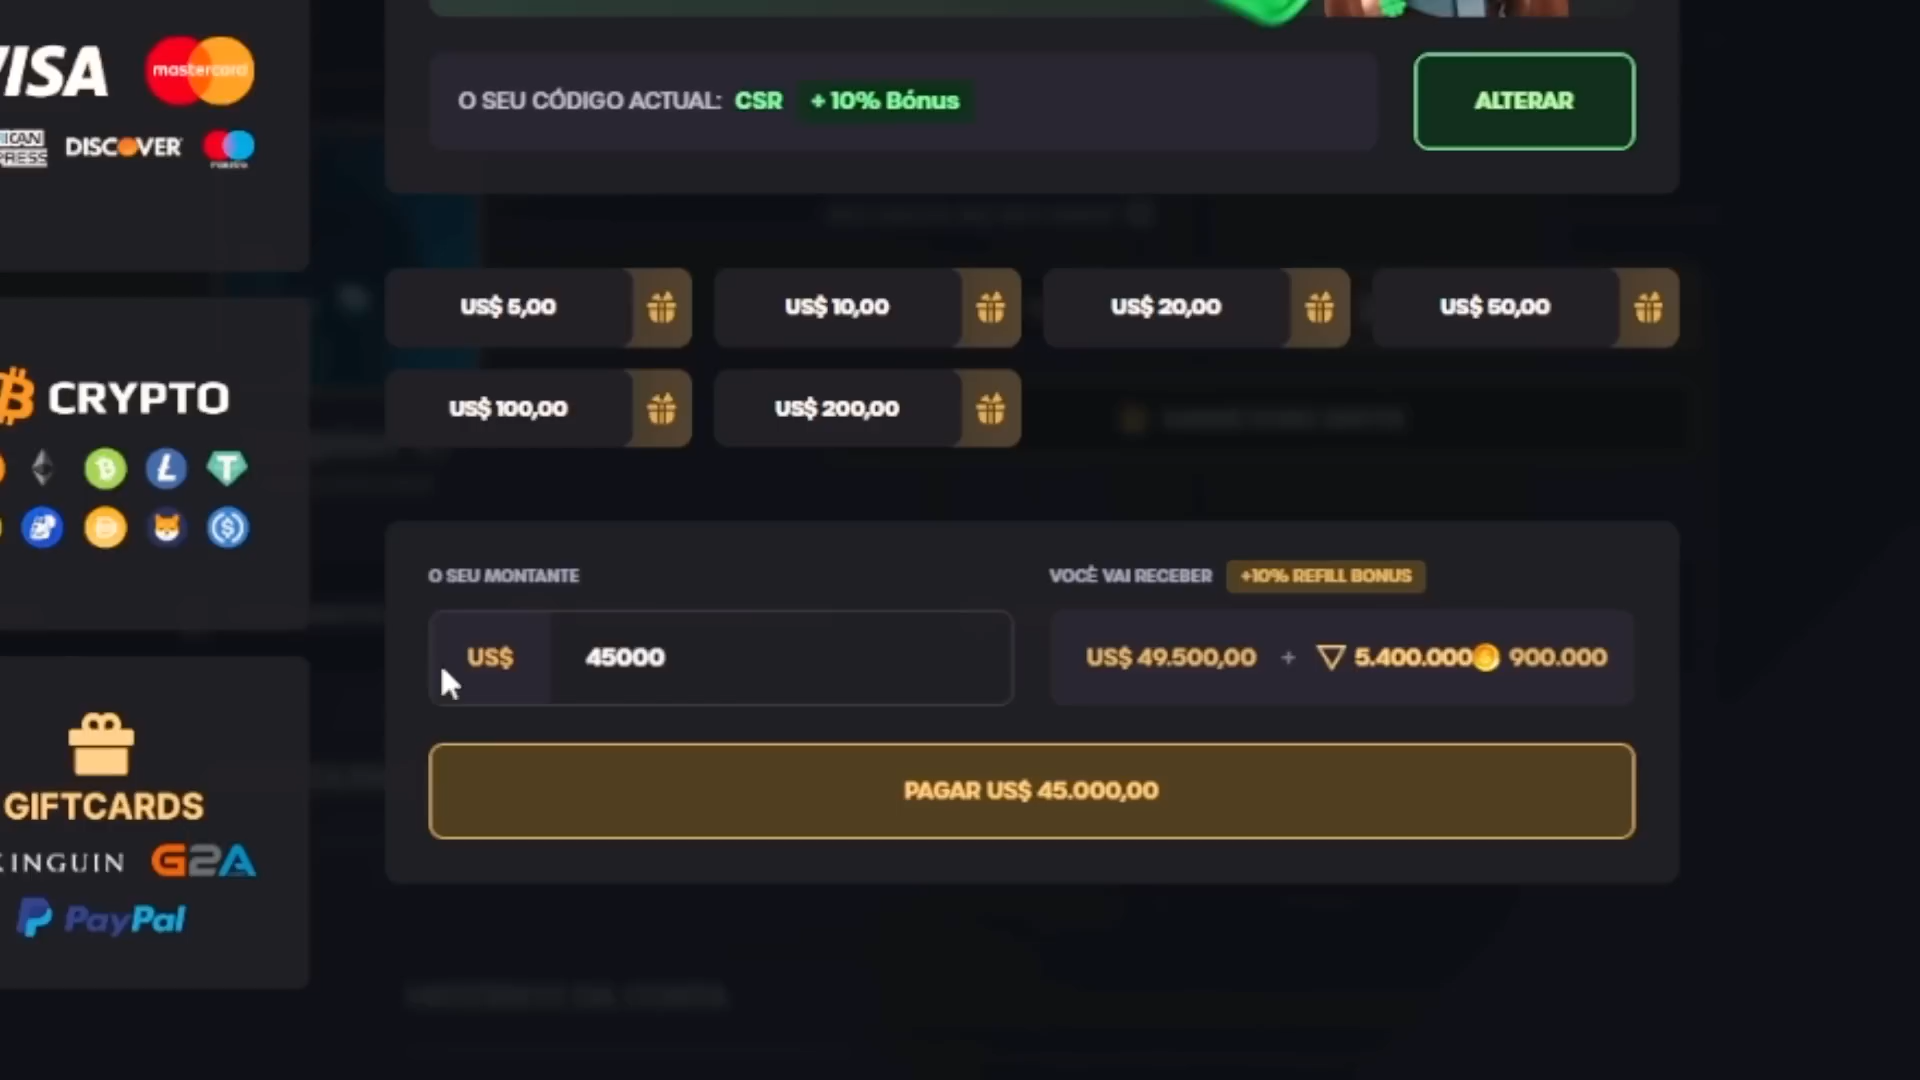 VISA mastercard
DISCOVER maestro
O SEU CÓDIGO ACTUAL: CSR +10% Bónus
ALTERAR
US$ 5,00
US$ 10,00
US$ 20,00
US$ 50,00
US$ 100,00
US$ 200,00
CRYPTO
O SEU MONTANTE
VOCÊ VAI RECEBER +10% REFILL BONUS
US$ 45000
US$ 49.500,00 + 5.400.000 900.000
PAGAR US$ 45.000,00
GIFTCARDS
KINGUIN G2A
PayPal